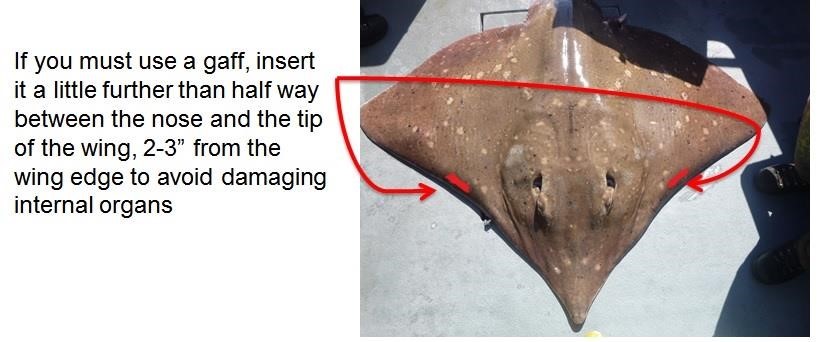 If you must use a gaff, insert
it a little further than half way
between the nose and the tip
of the wing, 2-3” from the
wing edge to avoid damaging
internal organs